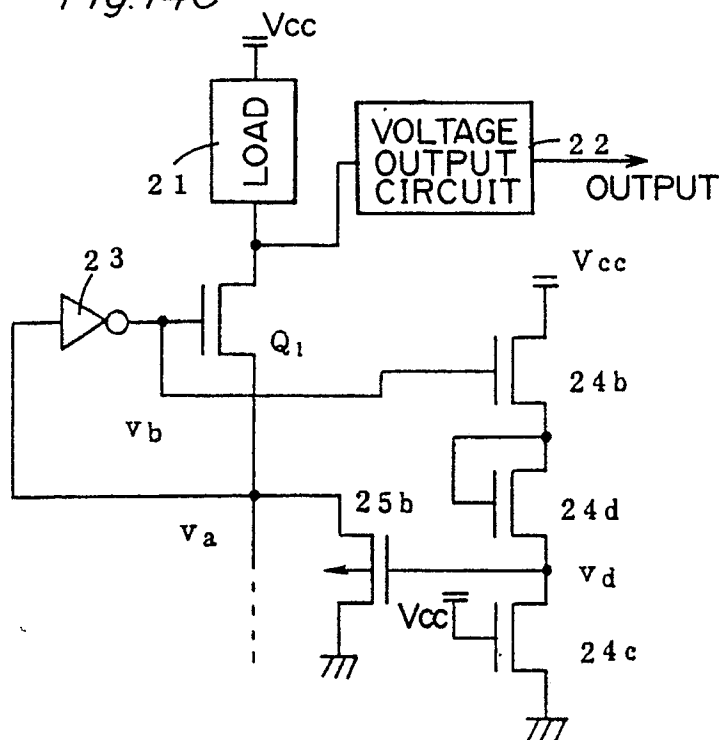 Fig. 14C
Vcc
LOAD
21
VOLTAGE
OUTPUT
CIRCUIT
22
OUTPUT
23
Q1
Vcc
24b
vb
25b
24d
va
vd
Vcc
24c